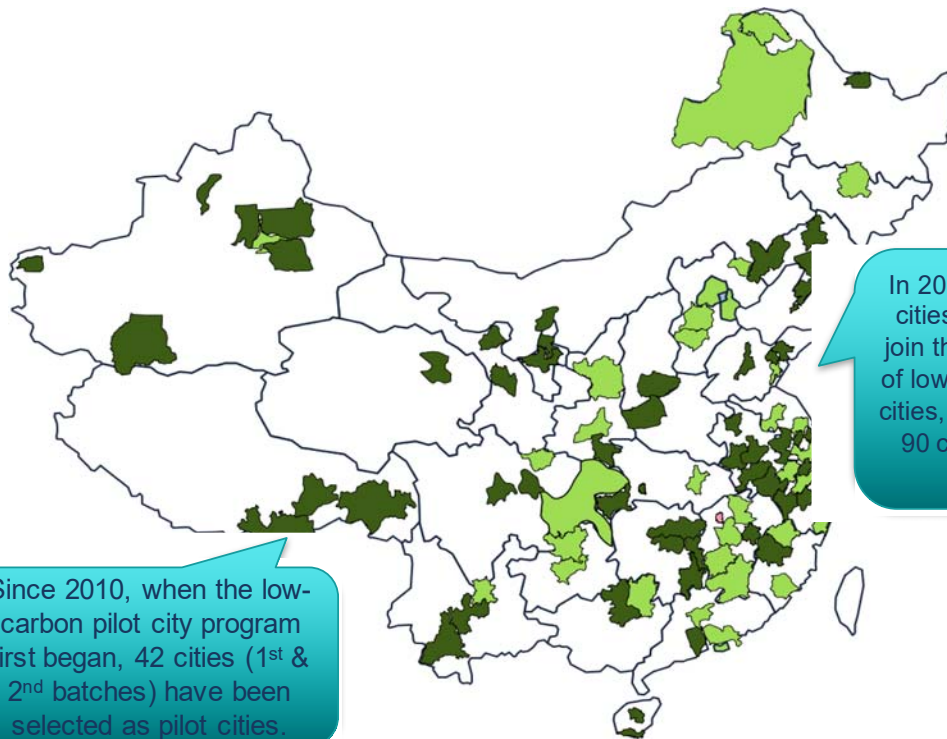 In 20
cities
join th
of low
cities,
90 c
Since 2010, when the low-
carbon pilot city program
first began, 42 cities (1st &
2nd batches) have been
selected as pilot cities.